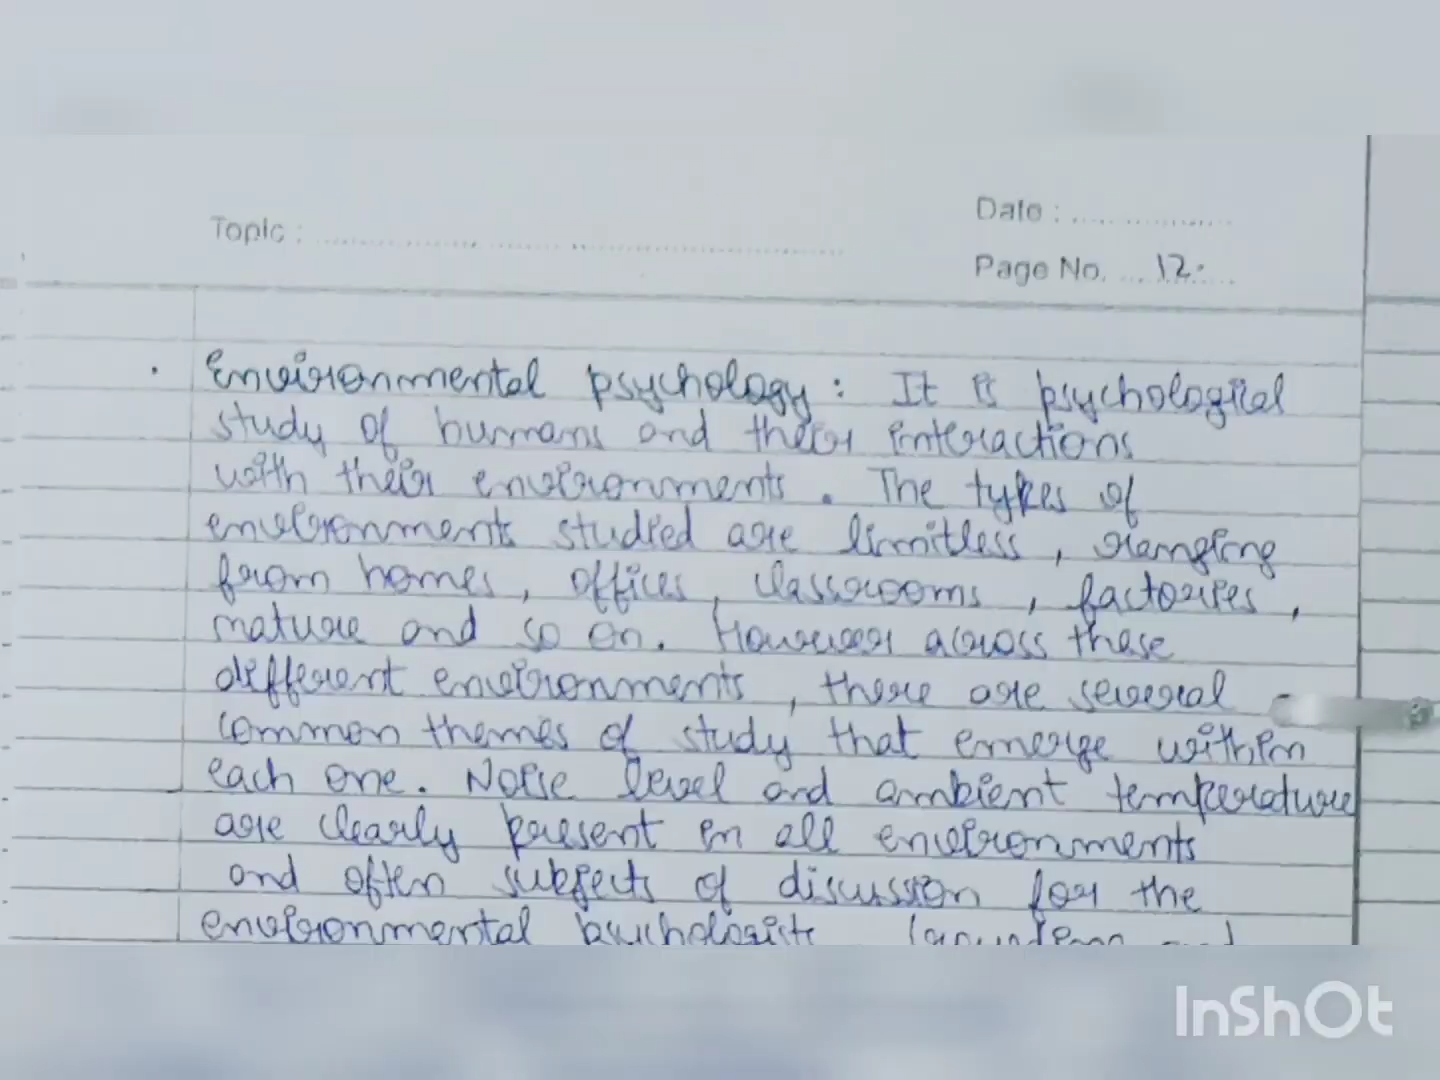 Topic :
Date :
Page No. 12.
• Environmental psychology : It is psychological
study of humans and their interactions
with their environments. The types of
environments studied are limitless, ranging
from homes, offices, classrooms, factories,
nature and so on. However across these
different environments, there are several
common themes of study that emerge within
each one. Noise level and ambient temperature
are clearly present in all environments
and often subjects of discussion for the
environmental psychologists and
InShOt